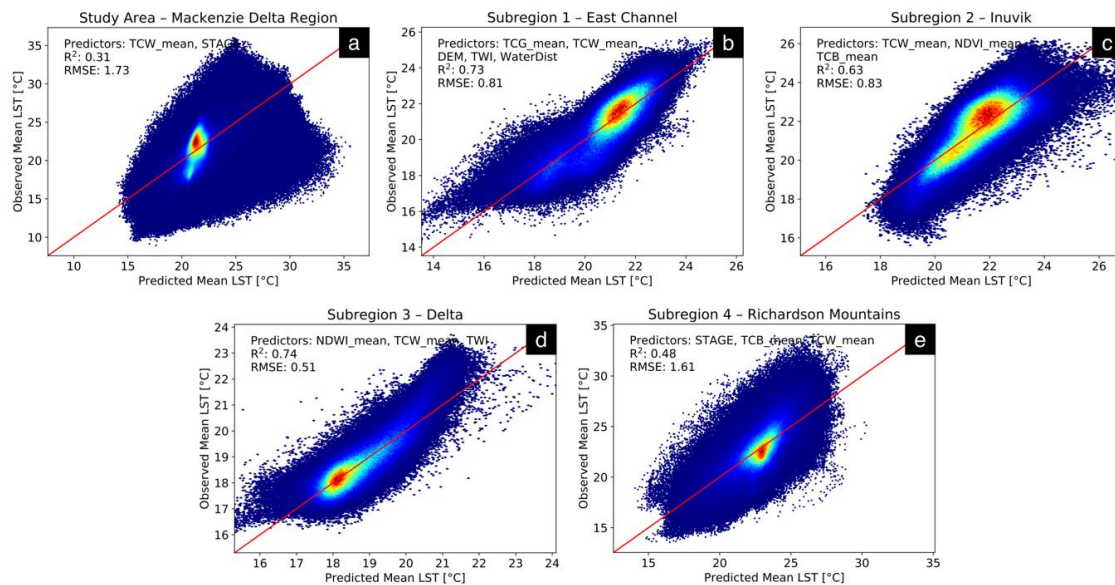 Study Area – Mackenzie Delta Region
a
Predictors: TCW_mean, STAGE
R²: 0.31
RMSE: 1.73
Observed Mean LST [°C]
35
30
25
20
15
10
10
15
20
25
30
35
Predicted Mean LST [°C]
Subregion 1 – East Channel
b
Predictors: TCG_mean, TCW_mean,
DEM, TWI, WaterDist
R²: 0.73
RMSE: 0.81
Observed Mean LST [°C]
26
24
22
20
18
16
14
14
16
18
20
22
24
26
Predicted Mean LST [°C]
Subregion 2 – Inuvik
c
Predictors: TCW_mean, NDVI_mean,
TCB_mean
R²: 0.63
RMSE: 0.83
Observed Mean LST [°C]
26
24
22
20
18
16
16
18
20
22
24
26
Predicted Mean LST [°C]
Subregion 3 – Delta
d
Predictors: NDWI_mean, TCW_mean, TWI
R²: 0.74
RMSE: 0.51
Observed Mean LST [°C]
24
23
22
21
20
19
18
17
16
16
17
18
19
20
21
22
23
24
Predicted Mean LST [°C]
Subregion 4 – Richardson Mountains
e
Predictors: STAGE, TCB_mean, TCW_mean
R²: 0.48
RMSE: 1.61
Observed Mean LST [°C]
35
30
25
20
15
15
20
25
30
35
Predicted Mean LST [°C]